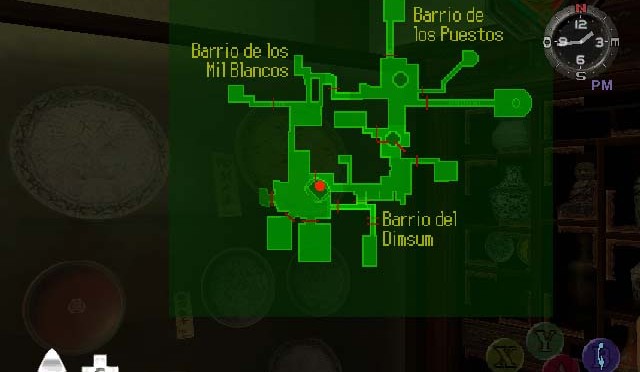 Barrio de
los Puestos
Barrio de los
Mil Blancos
N
12
O-9
3-m
6
S
PM
Barrio del
Dimsum
X
Y
A